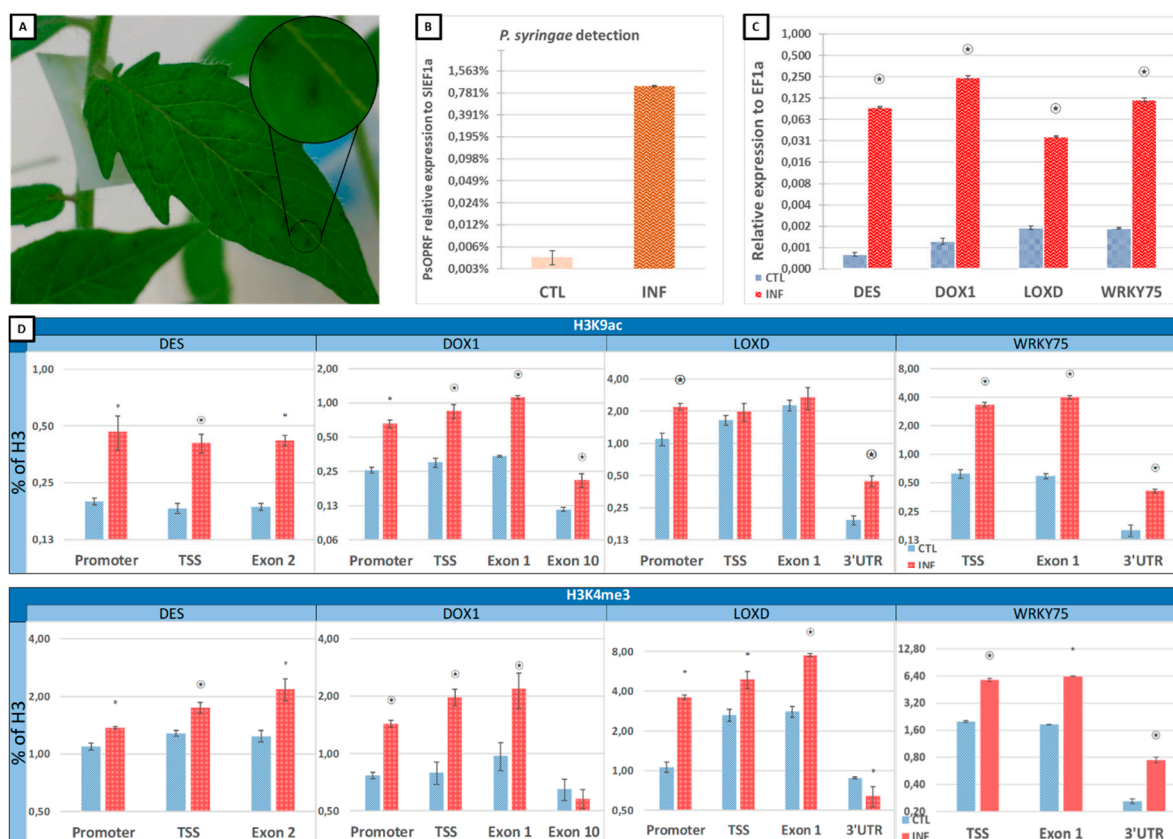 A
B
P. syringae detection
PsOPRF relative expression to SlEF1a
1,563%
0,781%
0,391%
0,195%
0,098%
0,049%
0,024%
0,012%
0,006%
0,003%
CTL
INF
C
Relative expression to EF1a
1,000
0,500
0,250
0,125
0,063
0,031
0,016
0,008
0,004
0,002
0,001
0,000
CTL
INF
DES
DOX1
LOXD
WRKY75
D
H3K9ac
DES
DOX1
LOXD
WRKY75
% of H3
1,00
0,50
0,25
0,13
Promoter
TSS
Exon 2
2,00
1,00
0,50
0,25
0,13
0,06
Promoter
TSS
Exon 1
Exon 10
4,00
2,00
1,00
0,50
0,25
0,13
Promoter
TSS
Exon 1
3'UTR
8,00
4,00
2,00
1,00
0,50
0,25
0,13
CTL
INF
TSS
Exon 1
3'UTR
H3K4me3
DES
DOX1
LOXD
WRKY75
% of H3
4,00
2,00
1,00
0,50
Promoter
TSS
Exon 2
4,00
2,00
1,00
0,50
Promoter
TSS
Exon 1
Exon 10
8,00
4,00
2,00
1,00
0,50
Promoter
TSS
Exon 1
3'UTR
12,80
6,40
3,20
1,60
0,80
0,40
0,20
CTL
INF
TSS
Exon 1
3'UTR